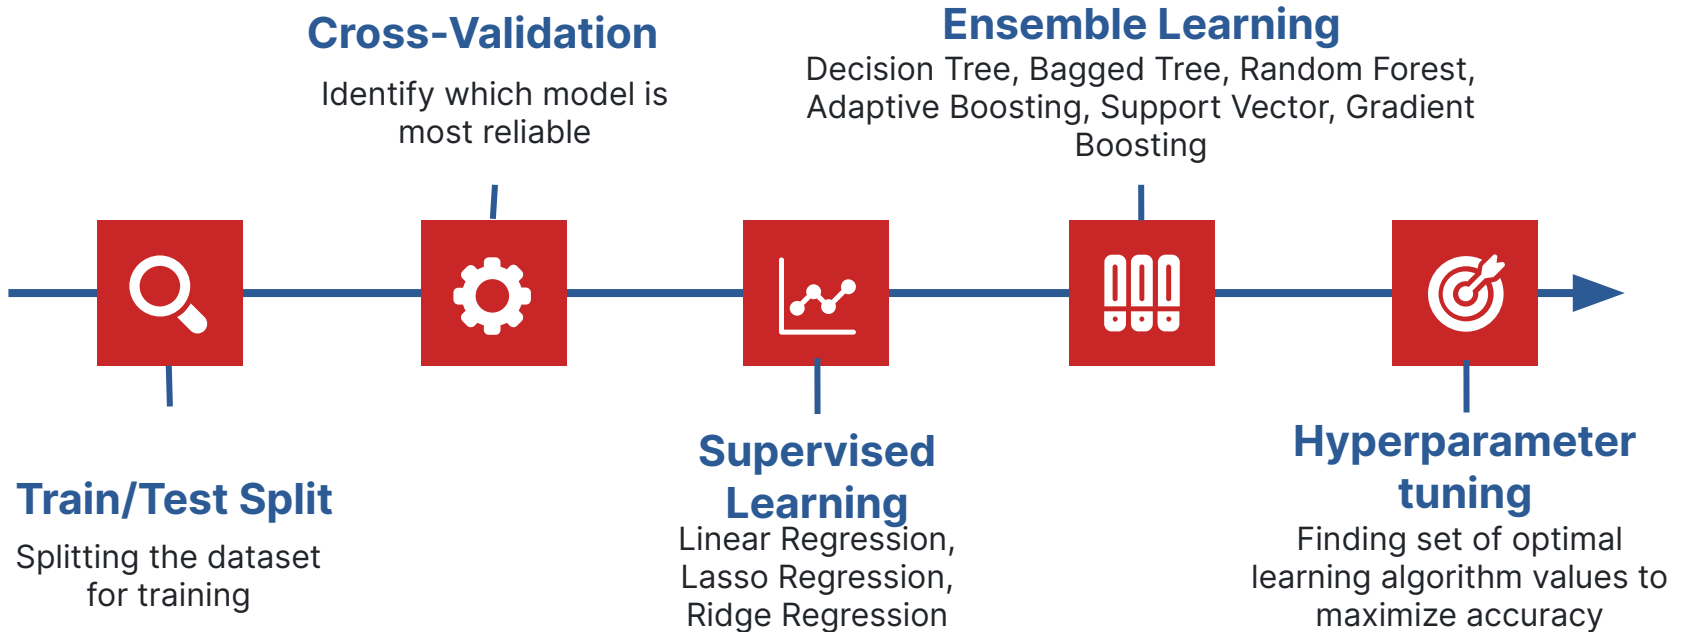 Cross-Validation
Identify which model is
most reliable
Ensemble Learning
Decision Tree, Bagged Tree, Random Forest,
Adaptive Boosting, Support Vector, Gradient
Boosting
Train/Test Split
Splitting the dataset
for training
Supervised
Learning
Linear Regression,
Lasso Regression,
Ridge Regression
Hyperparameter
tuning
Finding set of optimal
learning algorithm values to
maximize accuracy